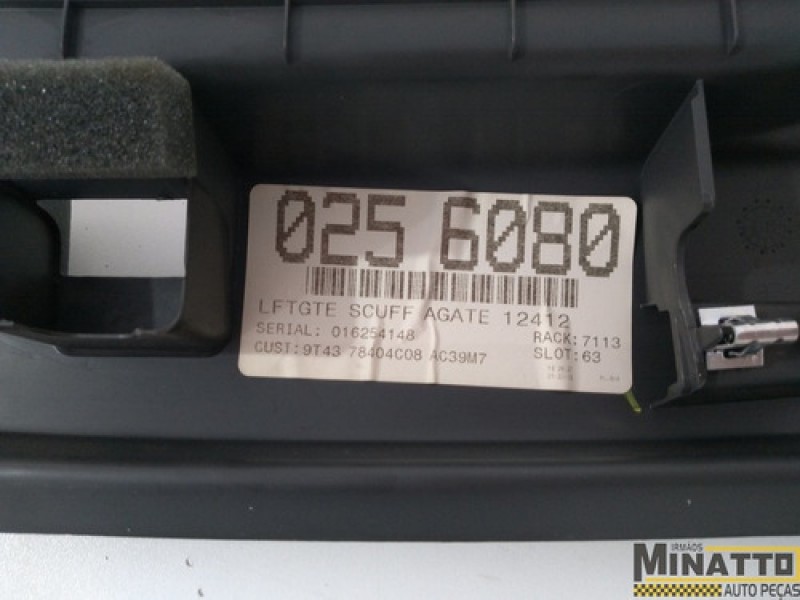 025 6080
LFTGTE SCUFF AGATE 12412
SERIAL: 016254148
RACK:7113
CUST:9T43 78404C08 AC39M7
SLOT:63
IRMÃOS
MINATTO
AUTO PEÇAS